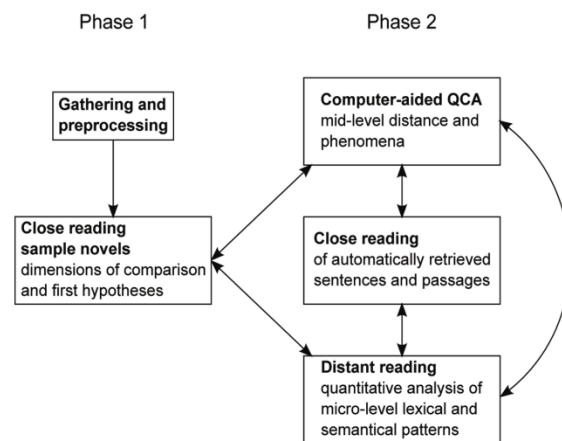 Phase 1
Phase 2
Gathering and
preprocessing
Close reading
sample novels
dimensions of comparison
and first hypotheses
Computer-aided QCA
mid-level distance and
phenomena
Close reading
of automatically retrieved
sentences and passages
Distant reading
quantitative analysis of
micro-level lexical and
semantical patterns